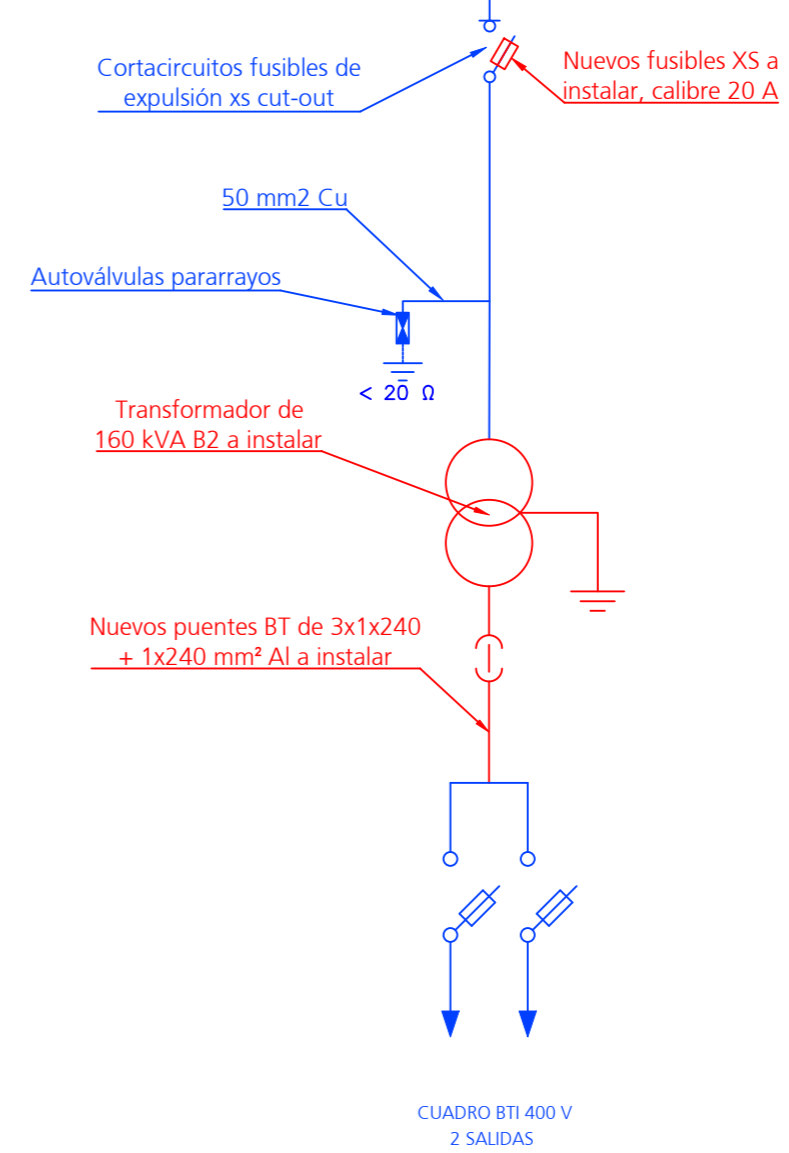 Cortacircuitos fusibles de
expulsión xs cut-out
Nuevos fusibles XS a
instalar, calibre 20 A
50 mm2 Cu
Autoválvulas pararrayos
< 20 Ω
Transformador de
160 kVA B2 a instalar
Nuevos puentes BT de 3x1x240
+ 1x240 mm² Al a instalar
CUADRO BTI 400 V
2 SALIDAS